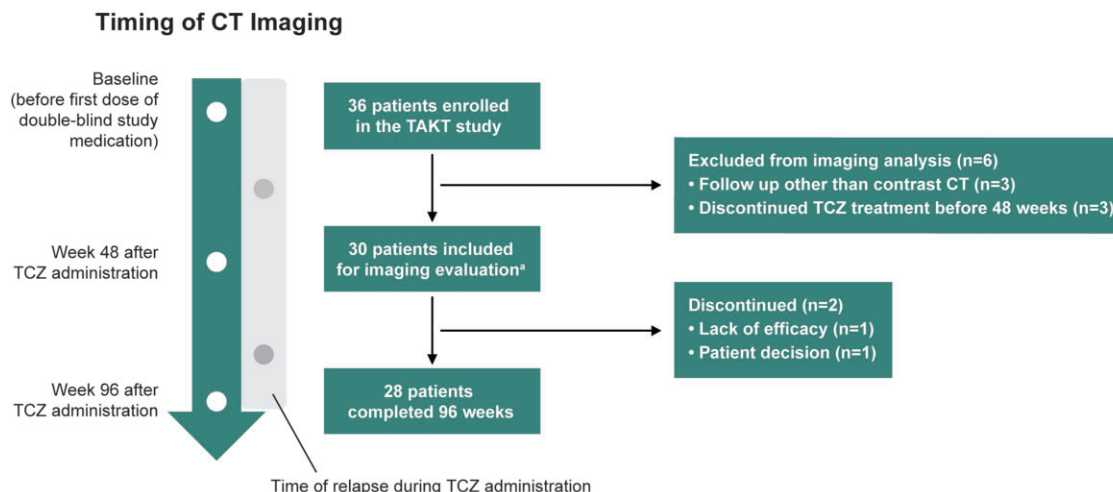 Timing of CT Imaging
Baseline
(before first dose of
double-blind study
medication)
36 patients enrolled
in the TAKT study
Excluded from imaging analysis (n=6)
• Follow up other than contrast CT (n=3)
• Discontinued TCZ treatment before 48 weeks (n=3)
Week 48 after
TCZ administration
30 patients included
for imaging evaluationᵃ
Discontinued (n=2)
• Lack of efficacy (n=1)
• Patient decision (n=1)
Week 96 after
TCZ administration
28 patients
completed 96 weeks
Time of relapse during TCZ administration